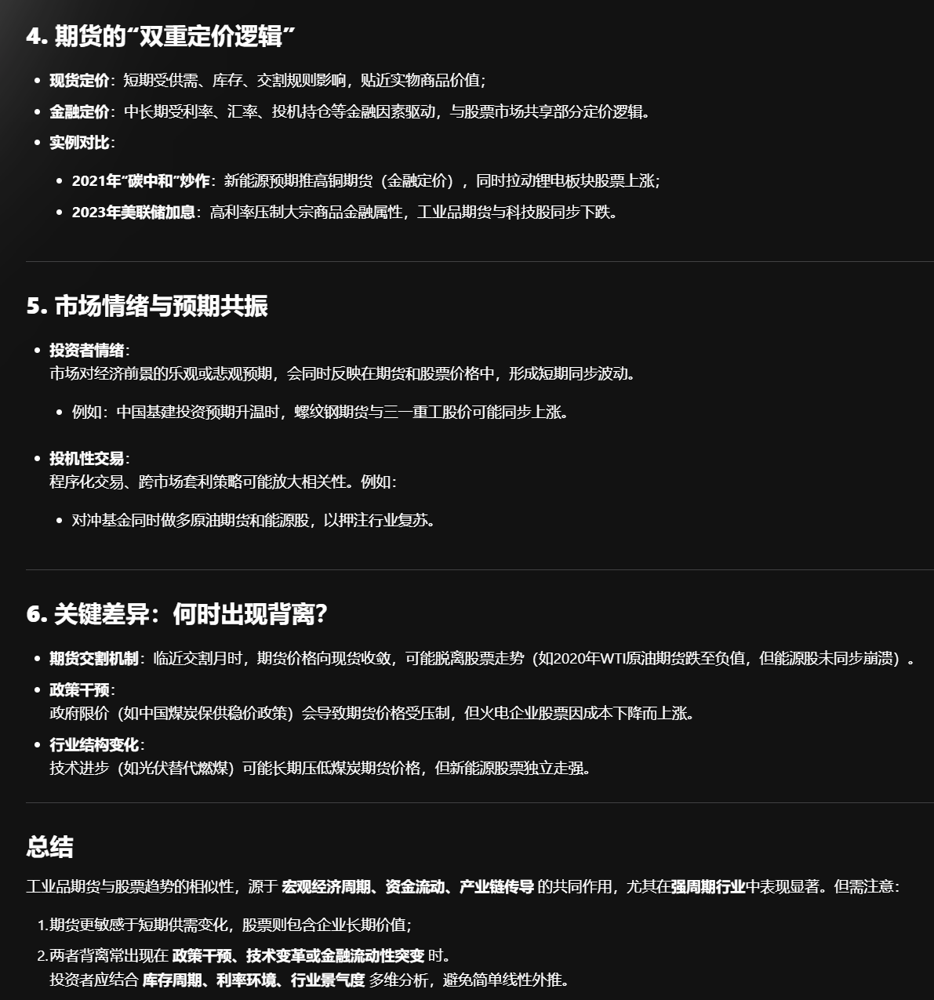 4. 期货的“双重定价逻辑”
• 现货定价：短期受供需、库存、交割规则影响，贴近实物商品价值；
• 金融定价：中长期受利率、汇率、投机持仓等金融因素驱动，与股票市场共享部分定价逻辑。
• 实例对比：
• 2021年“碳中和”炒作：新能源预期推高铜期货（金融定价），同时拉动锂电板块股票上涨；
• 2023年美联储加息：高利率压制大宗商品金融属性，工业品期货与科技股同步下跌。
5. 市场情绪与预期共振
• 投资者情绪：
市场对经济前景的乐观或悲观预期，会同时反映在期货和股票价格中，形成短期同步波动。
• 例如：中国基建投资预期升温时，螺纹钢期货与三一重工股价可能同步上涨。
• 投机性交易：
程序化交易、跨市场套利策略可能放大相关性。例如：
• 对冲基金同时做多原油期货和能源股，以押注行业复苏。
6. 关键差异：何时出现背离？
• 期货交割机制：临近交割月时，期货价格向现货收敛，可能脱离股票走势（如2020年WTI原油期货跌至负值，但能源股未同步崩溃）。
• 政策干预：
政府限价（如中国煤炭保供稳价政策）会导致期货价格受压制，但火电企业股票因成本下降而上涨。
• 行业结构变化：
技术进步（如光伏替代燃煤）可能长期压低煤炭期货价格，但新能源股票独立走强。
总结
工业品期货与股票趋势的相似性，源于 宏观经济周期、资金流动、产业链传导 的共同作用，尤其在强周期行业中表现显著。但需注意：
1.期货更敏感于短期供需变化，股票则包含企业长期价值；
2.两者背离常出现在 政策干预、技术变革或金融流动性突变 时。
投资者应结合 库存周期、利率环境、行业景气度 多维分析，避免简单线性外推。